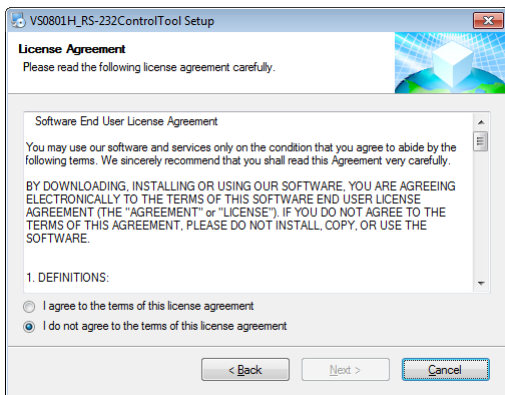 VS0801H_RS-232ControlTool Setup
License Agreement
Please read the following license agreement carefully.
Software End User License Agreement
You may use our software and services only on the condition that you agree to abide by the
following terms. We sincerely recommend that you shall read this Agreement very carefully.
BY DOWNLOADING, INSTALLING OR USING OUR SOFTWARE, YOU ARE AGREEING
ELECTRONICALLY TO THE TERMS OF THIS SOFTWARE END USER LICENSE
AGREEMENT (THE "AGREEMENT" or "LICENSE"). IF YOU DO NOT AGREE TO THE
TERMS OF THIS AGREEMENT, PLEASE DO NOT INSTALL, COPY, OR USE THE
SOFTWARE.
1. DEFINITIONS:
I agree to the terms of this license agreement
I do not agree to the terms of this license agreement
< Back Next > Cancel